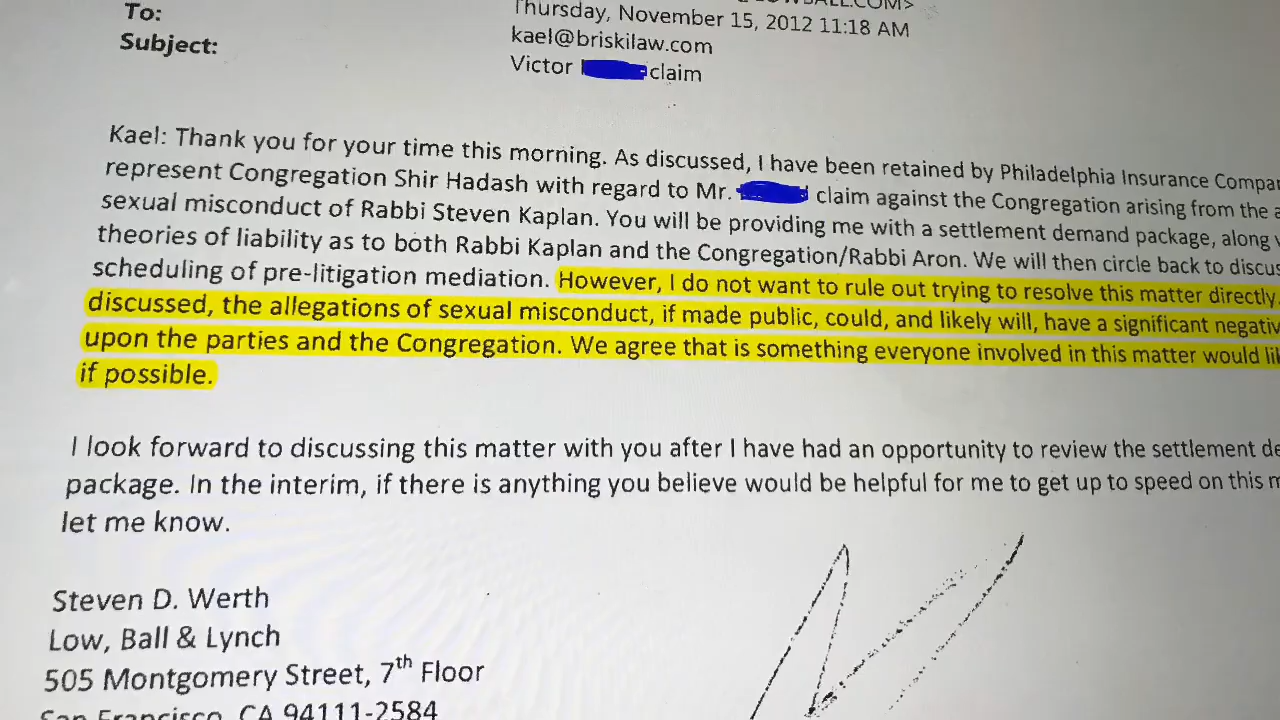 To:
Subject:
Thursday, November 15, 2012 11:18 AM
kael@briskilaw.com
Victor claim
Kael: Thank you for your time this morning. As discussed, I have been retained by Philadelphia Insurance
represent Congregation Shir Hadash with regard to Mr. claim against the Congregation arising from the
sexual misconduct of Rabbi Steven Kaplan. You will be providing me with a settlement demand package, along
theories of liability as to both Rabbi Kaplan and the Congregation/Rabbi Aron. We will then circle back to
scheduling of pre-litigation mediation. However, I do not want to rule out trying to resolve this matter directly.
discussed, the allegations of sexual misconduct, if made public, could, and likely will, have a significant
upon the parties and the Congregation. We agree that is something everyone involved in this matter would
if possible.
I look forward to discussing this matter with you after I have had an opportunity to review the settlement
package. In the interim, if there is anything you believe would be helpful for me to get up to speed on this
let me know.
Steven D. Werth
Low, Ball & Lynch
505 Montgomery Street, 7th Floor
San Francisco, CA 94111-2584